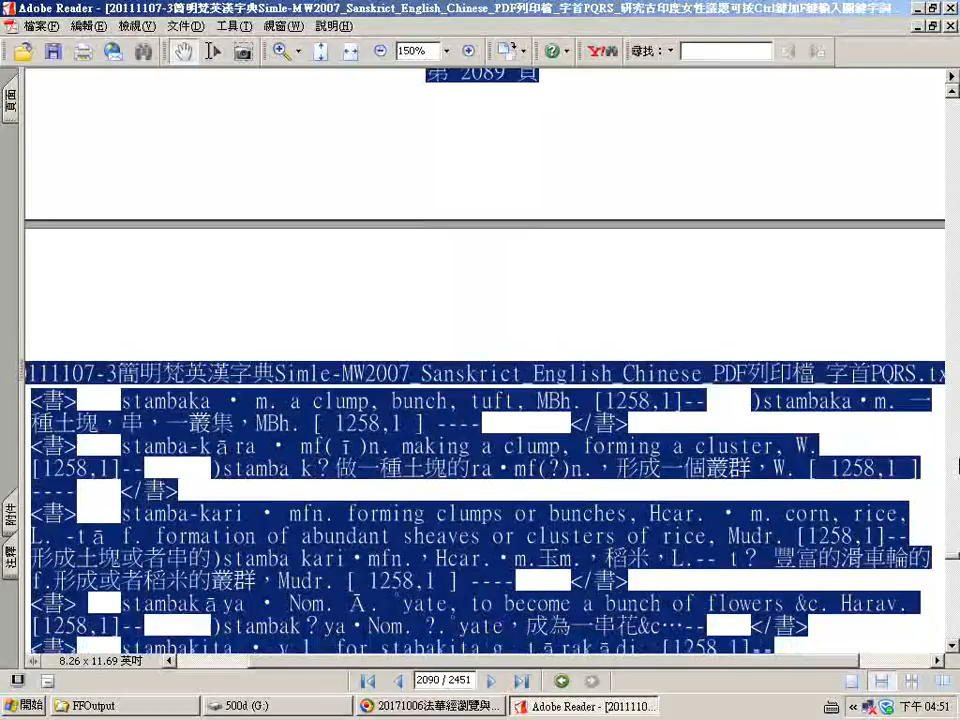 Adobe Reader - [20111107-3簡明梵英漢字典Simle-MW2007_Sanskrict_English_Chinese_PDF列印檔_字首PQRS_研究古印度女性議題可按Ctrl鍵加F鍵輸入關鍵字詞
檔案(F) 編輯(E) 檢視(V) 文件(D) 工具(T) 視窗(W) 說明(H)
150% 尋找:
第 2089 頁
頁面
111107-3簡明梵英漢字典Simle-MW2007_Sanskrict_English_Chinese_PDF列印檔_字首PQRS.tx
<書> stambaka • m. a clump, bunch, tuft, MBh. [1258,1]-- )stambaka•m. 一
種土塊，串，一叢集，MBh. [ 1258,1 ] ---- </書>
<書> stamba-kāra • mf(ī)n. making a clump, forming a cluster, W.
[1258,1]-- )stamba k？做一種土塊的ra•mf(?)n.，形成一個叢群，W. [ 1258,1 ]
---- </書>
<書> stamba-kari • mfn. forming clumps or bunches, Hcar. • m. corn, rice,
L. -tā f. formation of abundant sheaves or clusters of rice, Mudr. [1258,1]--
形成土塊或者串的)stamba kari•mfn.，Hcar.•m.玉m.，稻米，L.-- t？ 豐富的滑車輪的
f.形成或者稻米的叢群，Mudr. [ 1258,1 ] ---- </書>
<書> stambakāya • Nom. Ā. °yate, to become a bunch of flowers &c. Harav.
[1258,1]-- )stambak？ya•Nom. ?.°yate，成為一串花&c…-- </書>
<書> stambakita • v.l. for stabakita g. tārakādi. [1258,1]--
附件
注釋
8.26 x 11.69 英吋
2090 / 2451
開始 FFOutput 500d (G:) 20171006法華經瀏覽與... Adobe Reader - [2011110... 下午 04:51